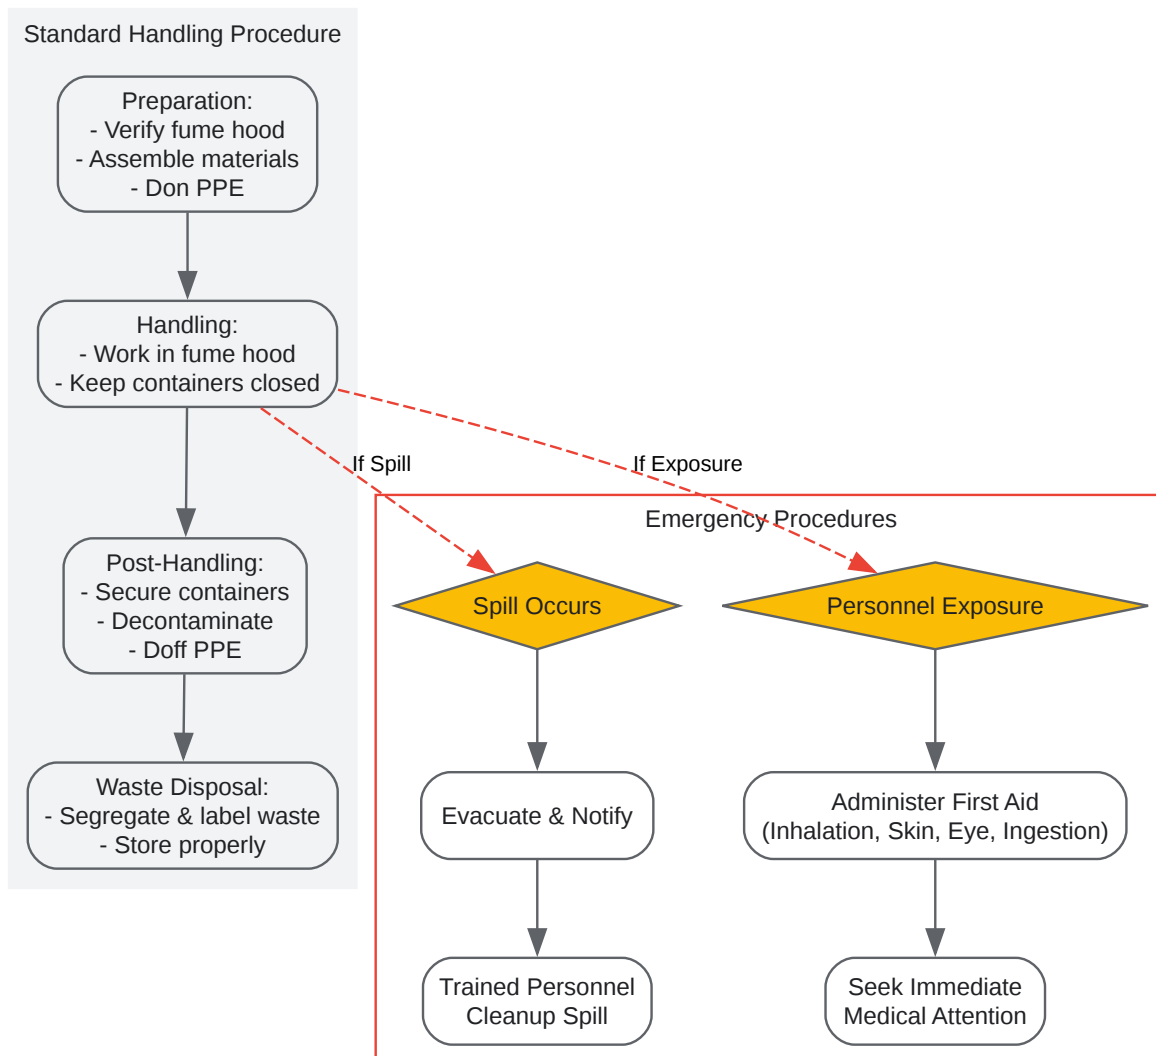 Standard Handling Procedure
Preparation:
- Verify fume hood
- Assemble materials
- Don PPE
Handling:
- Work in fume hood
- Keep containers closed
If Spill
If Exposure
Post-Handling:
- Secure containers
- Decontaminate
- Doff PPE
Waste Disposal:
- Segregate & label waste
- Store properly
Emergency Procedures
Spill Occurs
Personnel Exposure
Evacuate & Notify
Administer First Aid
(Inhalation, Skin, Eye, Ingestion)
Trained Personnel
Cleanup Spill
Seek Immediate
Medical Attention